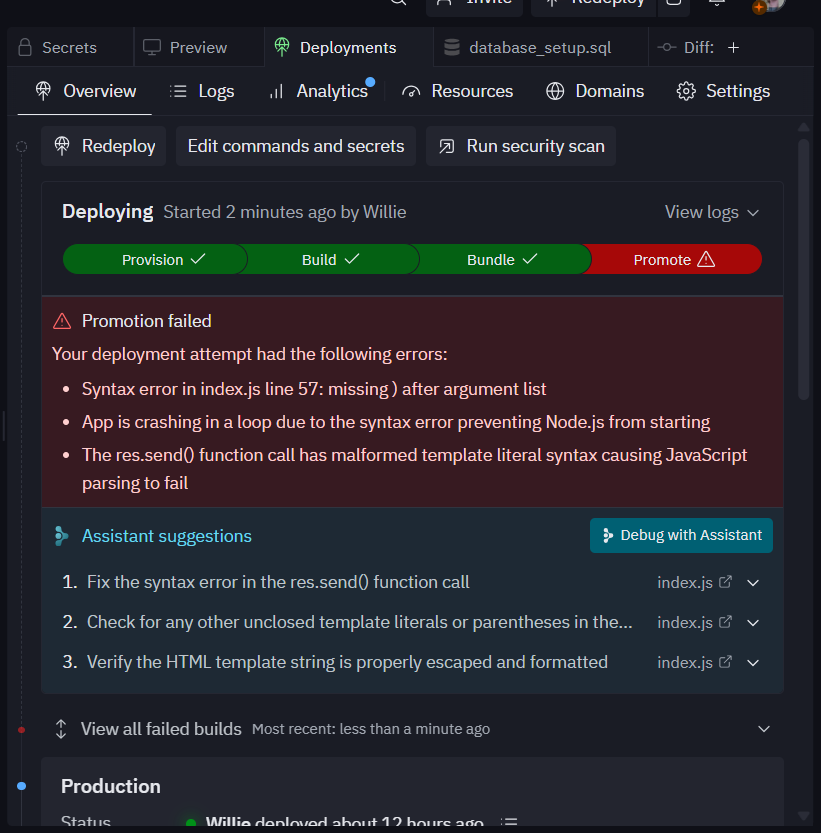 Invite
Redeploy
Secrets
Preview
Deployments
database_setup.sql
Diff:
Overview
Logs
Analytics
Resources
Domains
Settings
Redeploy
Edit commands and secrets
Run security scan
Deploying Started 2 minutes ago by Willie
View logs
Provision
Build
Bundle
Promote
Promotion failed
Your deployment attempt had the following errors:
• Syntax error in index.js line 57: missing ) after argument list
• App is crashing in a loop due to the syntax error preventing Node.js from starting
• The res.send() function call has malformed template literal syntax causing JavaScript
parsing to fail
Assistant suggestions
Debug with Assistant
1. Fix the syntax error in the res.send() function call
index.js
2. Check for any other unclosed template literals or parentheses in the...
index.js
3. Verify the HTML template string is properly escaped and formatted
index.js
View all failed builds Most recent: less than a minute ago
Production
Status
Willie deployed about 12 hours ago